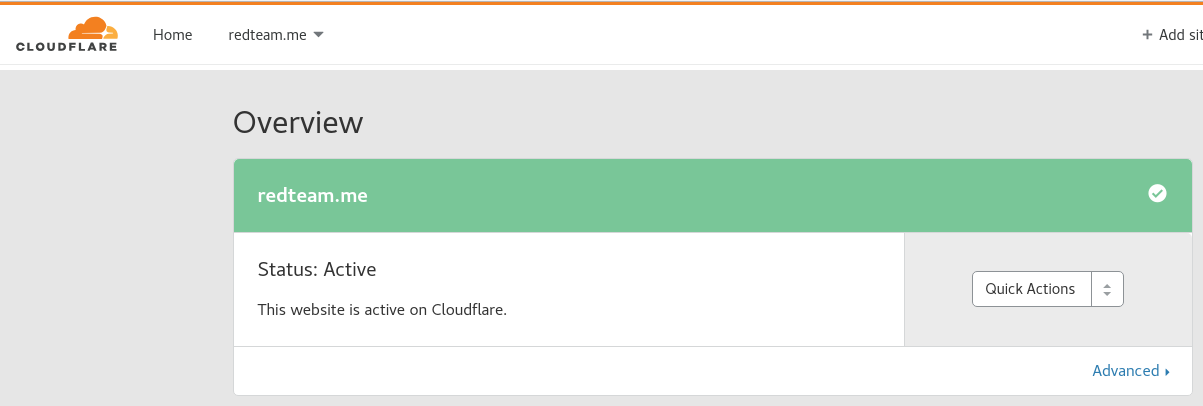 CLOUDFLARE Home redteam.me + Add sit
Overview
redteam.me
Status: Active
This website is active on Cloudflare.
Quick Actions
Advanced